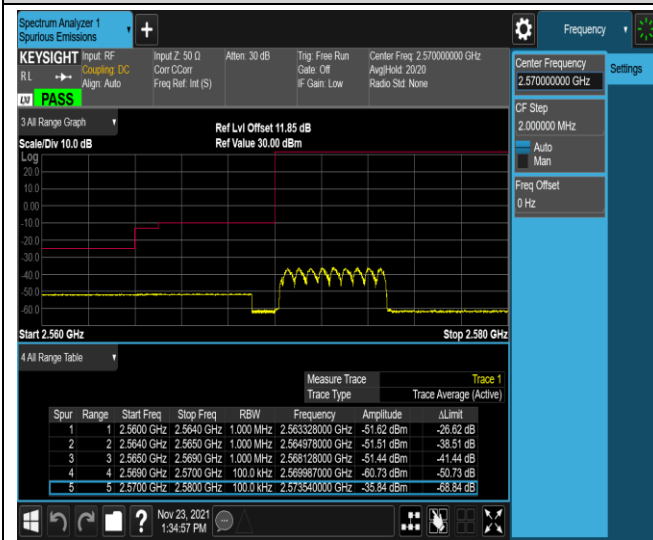 Spectrum Analyzer 1
Spurious Emissions
Frequency
KEYSIGHT Input: RF Input Z: 50 Ω Atten: 30 dB Trig: Free Run Center Freq: 2.570000000 GHz
RL Coupling: DC Corr CCorr Gate: Off Avg|Hold: 20/20
Align: Auto Freq Ref: Int (S) IF Gain: Low Radio Std: None
LXI PASS
Center Frequency
2.570000000 GHz
Settings
CF Step
2.000000 MHz
Auto
Man
Freq Offset
0 Hz
3 All Range Graph
Ref Lvl Offset 11.85 dB
Scale/Div 10.0 dB Ref Value 30.00 dBm
Log
20.0
10.0
0.00
-10.0
-20.0
-30.0
-40.0
-50.0
-60.0
Start 2.560 GHz Stop 2.580 GHz
4 All Range Table
Measure Trace Trace 1
Trace Type Trace Average (Active)
Spur Range Start Freq Stop Freq RBW Frequency Amplitude ΔLimit
1 1 2.5600 GHz 2.5640 GHz 1.000 MHz 2.563328000 GHz -51.62 dBm -26.62 dB
2 2 2.5640 GHz 2.5650 GHz 1.000 MHz 2.564978000 GHz -51.51 dBm -38.51 dB
3 3 2.5650 GHz 2.5690 GHz 1.000 MHz 2.568128000 GHz -51.44 dBm -41.44 dB
4 4 2.5690 GHz 2.5700 GHz 100.0 kHz 2.569987000 GHz -60.73 dBm -50.73 dB
5 5 2.5700 GHz 2.5800 GHz 100.0 kHz 2.573540000 GHz -35.84 dBm -68.84 dB
Nov 23, 2021
1:34:57 PM